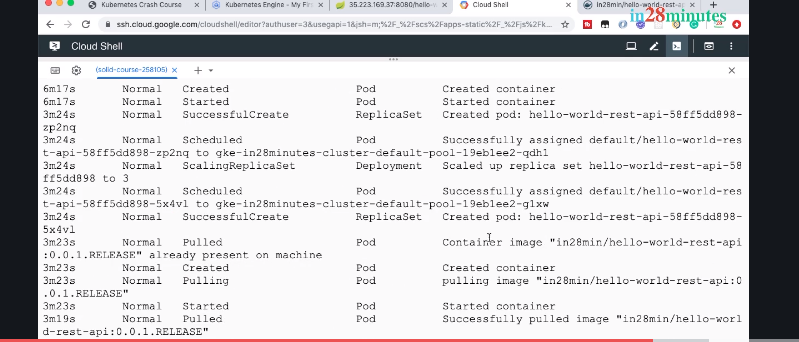 Kubernetes Crash Course
Kubernetes Engine - My Firs
35.223.169.37:8080/hello-w
Cloud Shell
in28min/hello-world-rest-ap
in28minutes
ssh.cloud.google.com/cloudshell/editor?authuser=3&usegapi=1&jsh=m;%2F_%2Fscs%2Fapps-static%2F_%2Fjs%2Fk...
Cloud Shell
(solid-course-258105)
6m17s Normal Created Pod Created container
6m17s Normal Started Pod Started container
3m24s Normal SuccessfulCreate ReplicaSet Created pod: hello-world-rest-api-58ff5dd898-
zp2nq
3m24s Normal Scheduled Pod Successfully assigned default/hello-world-res
t-api-58ff5dd898-zp2nq to gke-in28minutes-cluster-default-pool-19eb1ee2-qdh1
3m24s Normal ScalingReplicaSet Deployment Scaled up replica set hello-world-rest-api-58
ff5dd898 to 3
3m24s Normal Scheduled Pod Successfully assigned default/hello-world-res
t-api-58ff5dd898-5x4vl to gke-in28minutes-cluster-default-pool-19eb1ee2-g1xw
3m24s Normal SuccessfulCreate ReplicaSet Created pod: hello-world-rest-api-58ff5dd898-
5x4vl
3m23s Normal Pulled Pod Container image "in28min/hello-world-rest-api
:0.0.1.RELEASE" already present on machine
3m23s Normal Created Pod Created container
3m23s Normal Pulling Pod pulling image "in28min/hello-world-rest-api:0
.0.1.RELEASE"
3m23s Normal Started Pod Started container
3m19s Normal Pulled Pod Successfully pulled image "in28min/hello-worl
d-rest-api:0.0.1.RELEASE"